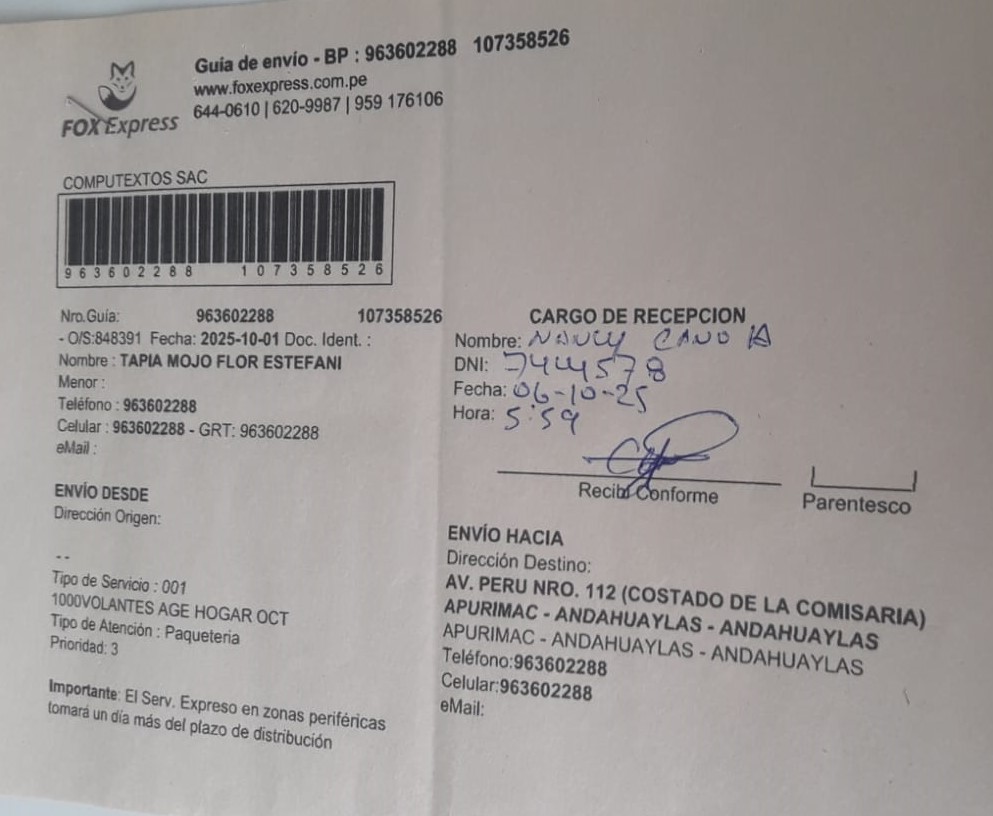 Guía de envío - BP : 963602288 107358526
www.foxexpress.com.pe
644-0610 | 620-9987 | 959 176106
FOX Express
COMPUTEXTOS SAC
963602288 107358526
Nro.Guía: 963602288 107358526
- O/S:848391 Fecha: 2025-10-01 Doc. Ident. :
Nombre : TAPIA MOJO FLOR ESTEFANI
Menor :
Teléfono : 963602288
Celular : 963602288 - GRT: 963602288
eMail :
ENVÍO DESDE
Dirección Origen:
--
Tipo de Servicio : 001
1000VOLANTES AGE HOGAR OCT
Tipo de Atención : Paqueteria
Prioridad: 3
Importante: El Serv. Expreso en zonas periféricas
tomará un día más del plazo de distribución
CARGO DE RECEPCION
Nombre: Nancy CANO A
DNI: 7444578
Fecha: 06-10-25
Hora: 5:59
Recibi Conforme
Parentesco
ENVÍO HACIA
Dirección Destino:
AV. PERU NRO. 112 (COSTADO DE LA COMISARIA)
APURIMAC - ANDAHUAYLAS - ANDAHUAYLAS
APURIMAC - ANDAHUAYLAS - ANDAHUAYLAS
Teléfono:963602288
Celular:963602288
eMail: